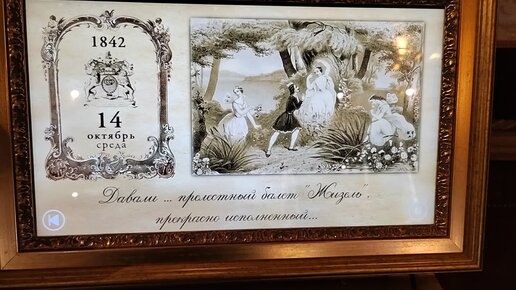 1842
14
октябрь
среда
Давали ... прелестный балет "Жизель",
прекрасно исполненный...